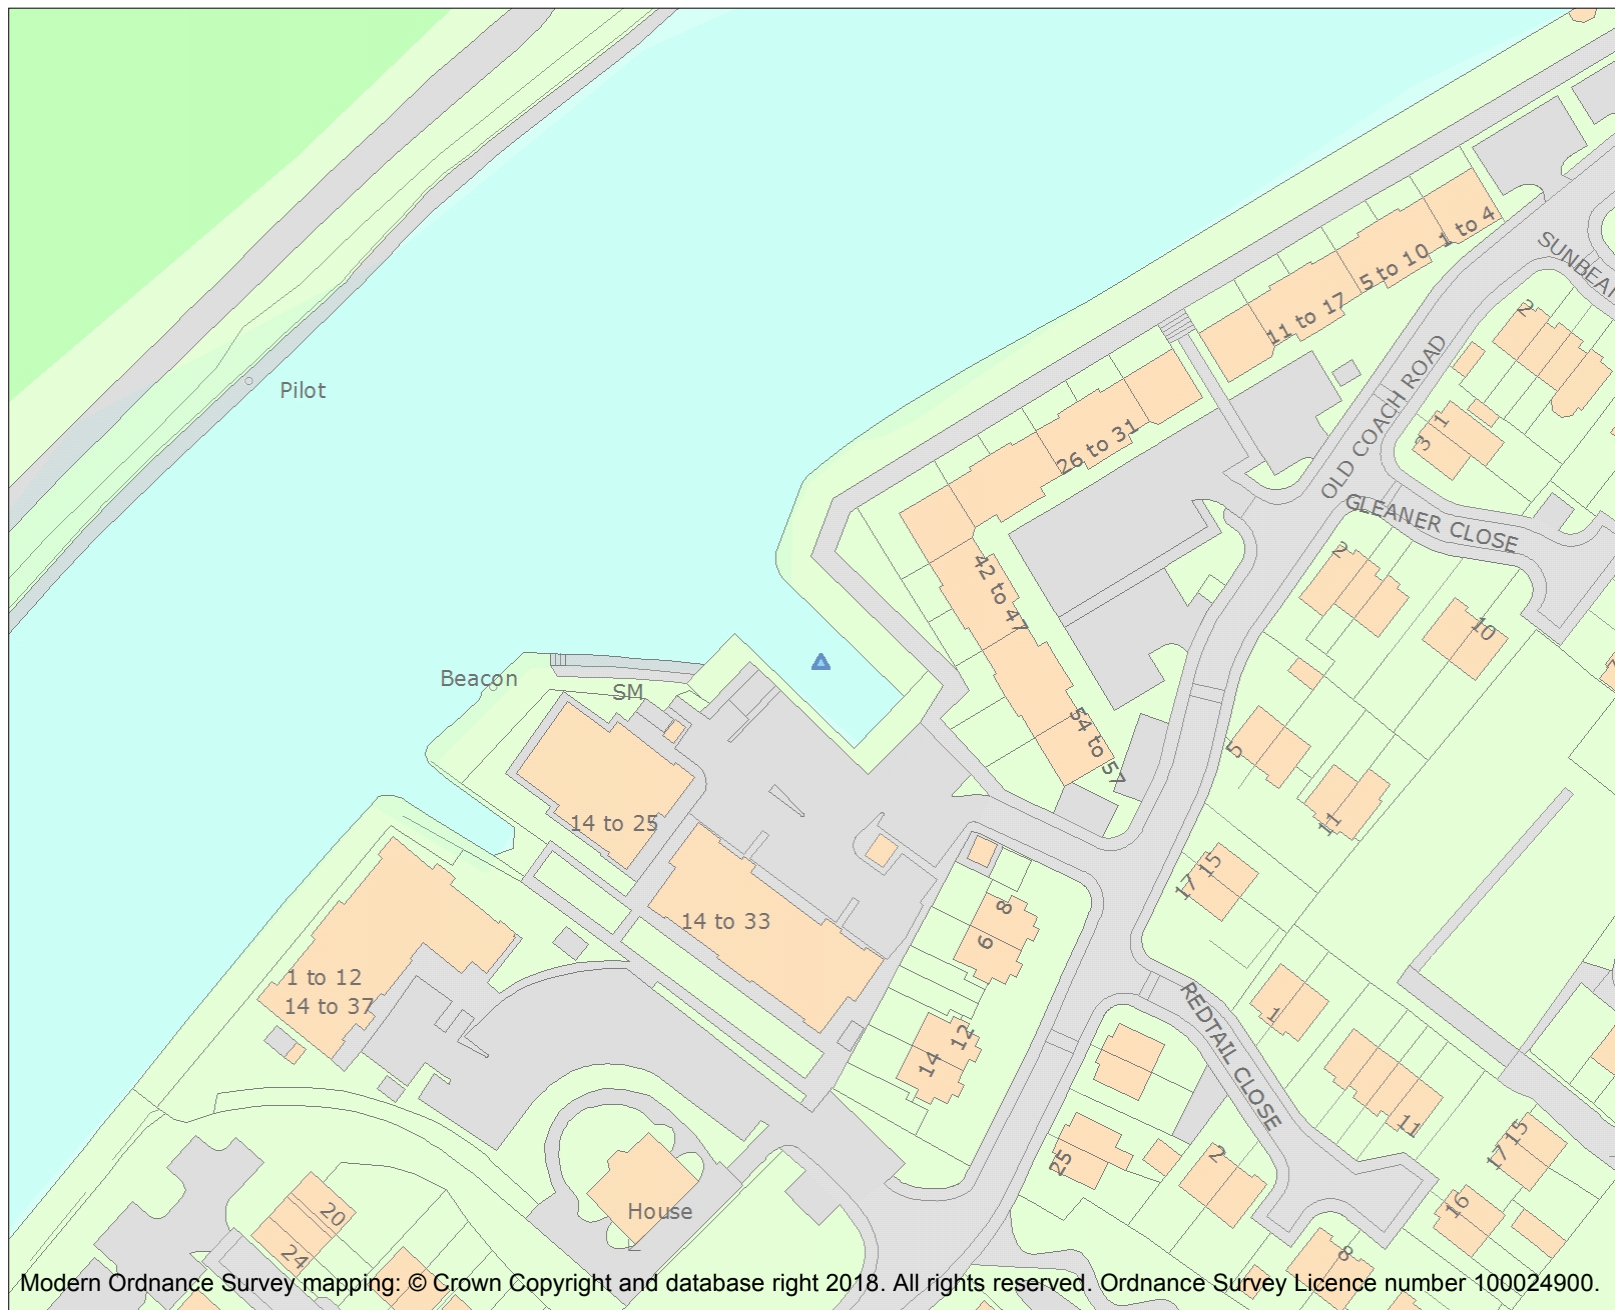 1 to 4
SUNBEAM
5 to 10
11 to 17
2
OLD COACH ROAD
Pilot
1
3
26 to 31
GLEANER CLOSE
2
42 to 47
10
Beacon
SM
54 to 57
5
14 to 25
11
17 15
14 to 33
8
6
1 to 12
14 to 37
REDTAIL CLOSE
1
12
14
11
17 15
25
2
16
House
20
24
8
Modern Ordnance Survey mapping: © Crown Copyright and database right 2018. All rights reserved. Ordnance Survey Licence number 100024900.